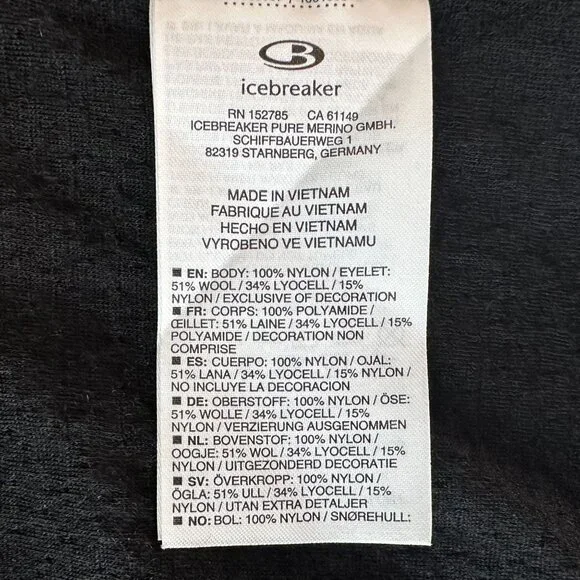 icebreaker
RN 152785 CA 61149
ICEBREAKER PURE MERINO GMBH.
SCHIFFBAUERWEG 1
82319 STARNBERG, GERMANY
MADE IN VIETNAM
FABRIQUE AU VIETNAM
HECHO EN VIETNAM
VYROBENO VE VIETNAMU
EN: BODY: 100% NYLON / EYELET:
51% WOOL / 34% LYOCELL / 15%
NYLON / EXCLUSIVE OF DECORATION
FR: CORPS: 100% POLYAMIDE /
ŒILLET: 51% LAINE / 34% LYOCELL / 15%
POLYAMIDE / DECORATION NON
COMPRISE
ES: CUERPO: 100% NYLON / OJAL:
51% LANA / 34% LYOCELL / 15% NYLON /
NO INCLUYE LA DECORACION
DE: OBERSTOFF: 100% NYLON / ÖSE:
51% WOLLE / 34% LYOCELL / 15%
NYLON / VERZIERUNG AUSGENOMMEN
NL: BOVENSTOF: 100% NYLON /
OOGJE: 51% WOL / 34% LYOCELL / 15%
NYLON / UITGEZONDERD DECORATIE
SV: ÖVERKROPP: 100% NYLON /
ÖGLA: 51% ULL / 34% LYOCELL / 15%
NYLON / UTAN EXTRA DETALJER
NO: BOL: 100% NYLON / SNØREHULL: